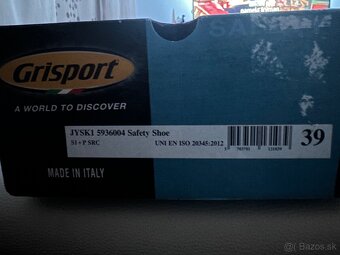 Grisport
A WORLD TO DISCOVER
JYSK1 5936004 Safety Shoe
S1+P SRC
UNI EN ISO 20345:2012
39
MADE IN ITALY
Bazos.sk